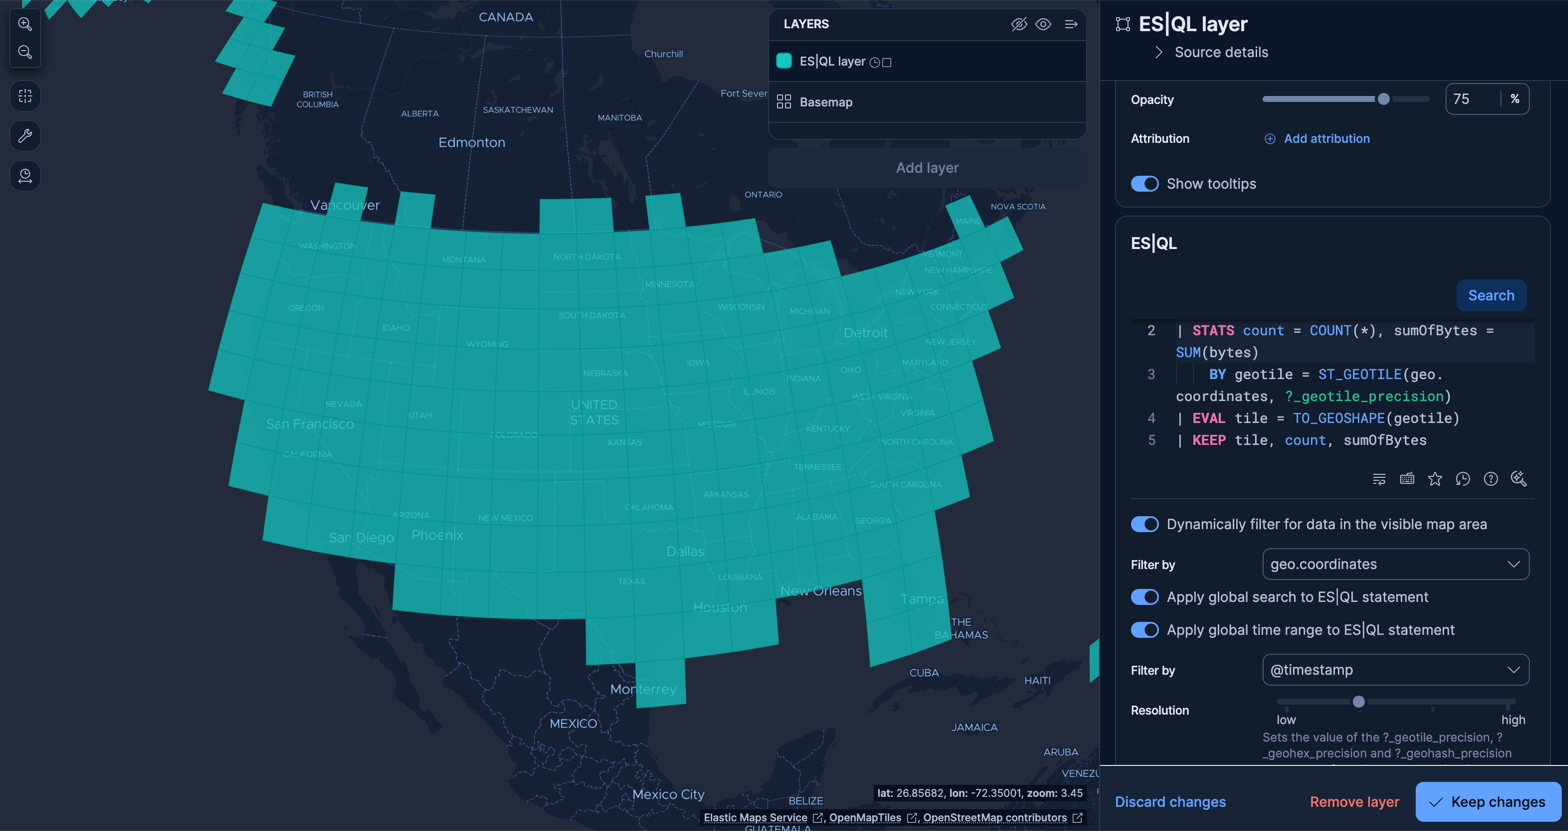 CANADA
Churchill
BRITISH
COLUMBIA
ALBERTA
SASKATCHEWAN
MANITOBA
Fort Sever
Edmonton
ONTARIO
NOVA SCOTIA
Vancouver
MAINE
WASHINGTON
MONTANA
NORTH DAKOTA
VERMONT
NEW HAMPSHIRE
MINNESOTA
NEW YORK
OREGON
SOUTH DAKOTA
WISCONSIN
MICHIGAN
CONNECTICUT
IDAHO
Detroit
WYOMING
NEW JERSEY
IOWA
MARYLAND
NEBRASKA
OHIO
INDIANA
ILLINOIS
NEVADA
UTAH
UNITED
STATES
WEST VIRGINIA
VIRGINIA
San Francisco
COLORADO
MISSOURI
KENTUCKY
KANSAS
NORTH CAROLINA
CALIFORNIA
TENNESSEE
SOUTH CAROLINA
ARKANSAS
ARIZONA
NEW MEXICO
OKLAHOMA
ALABAMA
GEORGIA
San Diego
Phoenix
Dallas
TEXAS
LOUISIANA
New Orleans
Houston
Tampa
THE
BAHAMAS
CUBA
HAITI
Monterrey
MEXICO
JAMAICA
ARUBA
VENEZU
Mexico City
BELIZE
GUATEMALA
lat: 26.85682, lon: -72.35001, zoom: 3.45
Elastic Maps Service , OpenMapTiles , OpenStreetMap contributors
LAYERS
ES|QL layer
Basemap
Add layer
ES|QL layer
Source details
Opacity 75 %
Attribution Add attribution
Show tooltips
ES|QL
Search
2 | STATS count = COUNT(*), sumOfBytes =
SUM(bytes)
3 BY geotile = ST_GEOTILE(geo.
coordinates, ?_geotile_precision)
4 | EVAL tile = TO_GEOSHAPE(geotile)
5 | KEEP tile, count, sumOfBytes
Dynamically filter for data in the visible map area
Filter by geo.coordinates
Apply global search to ES|QL statement
Apply global time range to ES|QL statement
Filter by @timestamp
Resolution
low high
Sets the value of the ?_geotile_precision, ?
_geohex_precision and ?_geohash_precision
Discard changes Remove layer Keep changes